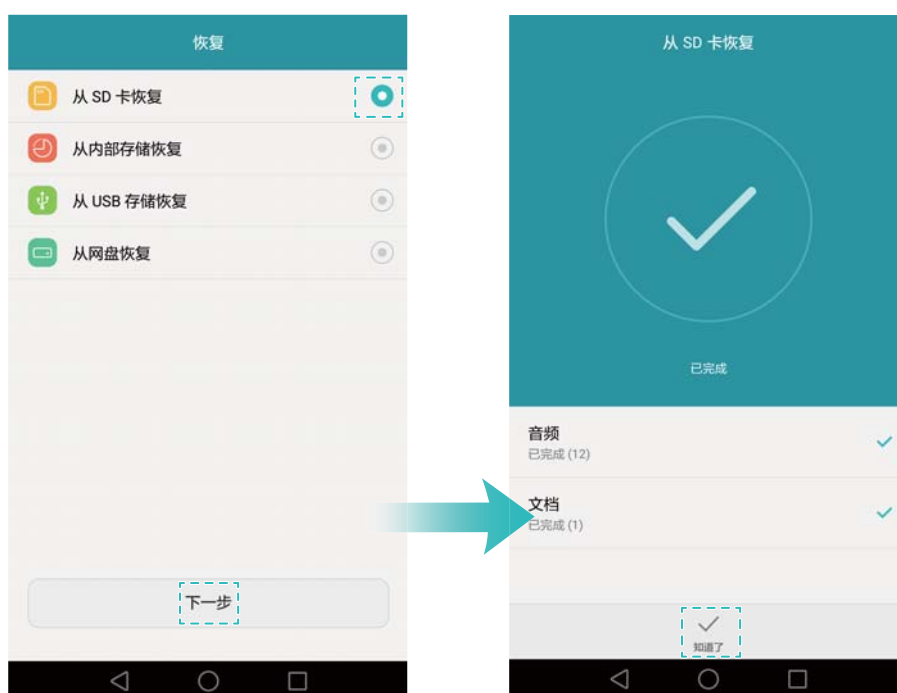 恢复
从 SD 卡恢复
从内部存储恢复
从 USB 存储恢复
从网盘恢复
下一步
从 SD 卡恢复
已完成
音频
已完成 (12)
文档
已完成 (1)
知道了